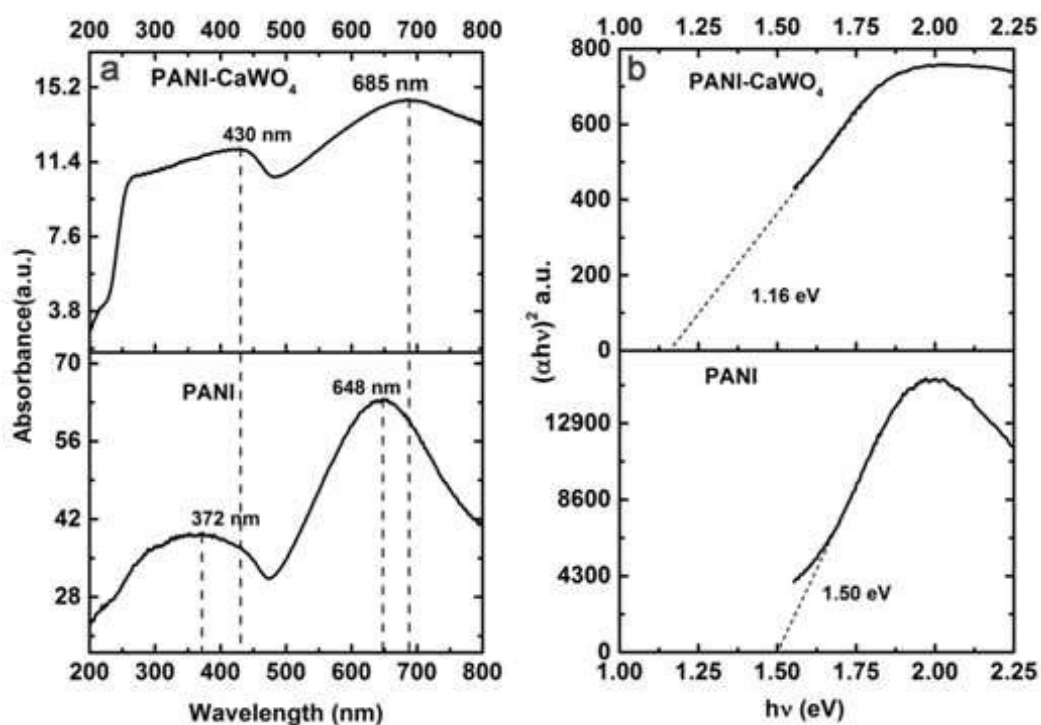 200 300 400 500 600 700 800
a
PANI-CaWO4
685 nm
430 nm
15.2
11.4
7.6
3.8
70
PANI
648 nm
56
42
372 nm
28
200 300 400 500 600 700 800
Wavelength (nm)
Absorbance(a.u.)
1.00 1.25 1.50 1.75 2.00 2.25
b
800
PANI-CaWO4
600
400
200
1.16 eV
0
PANI
12900
8600
4300
1.50 eV
0
1.00 1.25 1.50 1.75 2.00 2.25
hν (eV)
(αhν)² a.u.